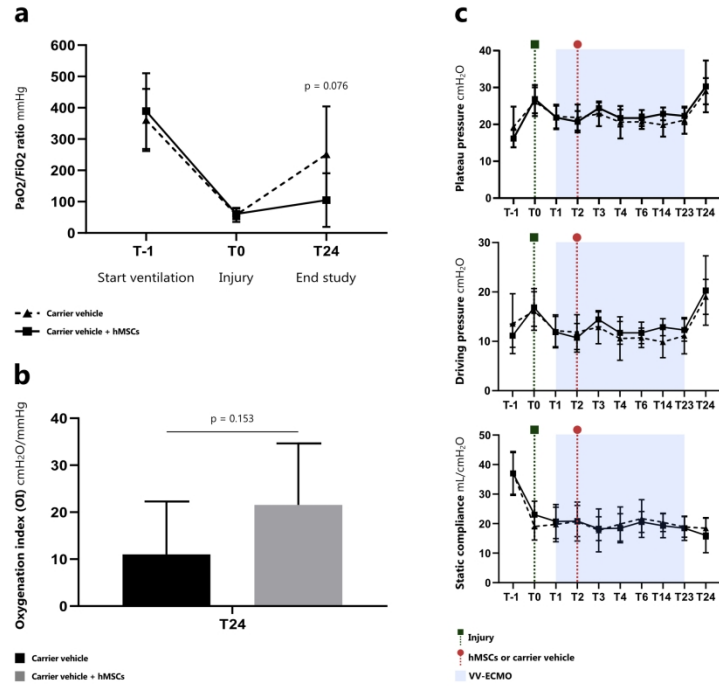 a
PaO2/FiO2 ratio mmHg
600
500
400
300
200
100
0
p = 0.076
T-1
T0
T24
Start ventilation
Injury
End study
Carrier vehicle
Carrier vehicle + hMSCs
b
Oxygenation index (OI) cmH2O/mmHg
40
30
20
10
0
p = 0.153
T24
Carrier vehicle
Carrier vehicle + hMSCs
c
Plateau pressure cmH2O
40
30
20
10
0
T-1 T0 T1 T2 T3 T4 T6 T14 T23 T24
Driving pressure cmH2O
30
20
10
0
T-1 T0 T1 T2 T3 T4 T6 T14 T23 T24
Static compliance mL/cmH2O
50
40
30
20
10
0
T-1 T0 T1 T2 T3 T4 T6 T14 T23 T24
Injury
hMSCs or carrier vehicle
VV-ECMO